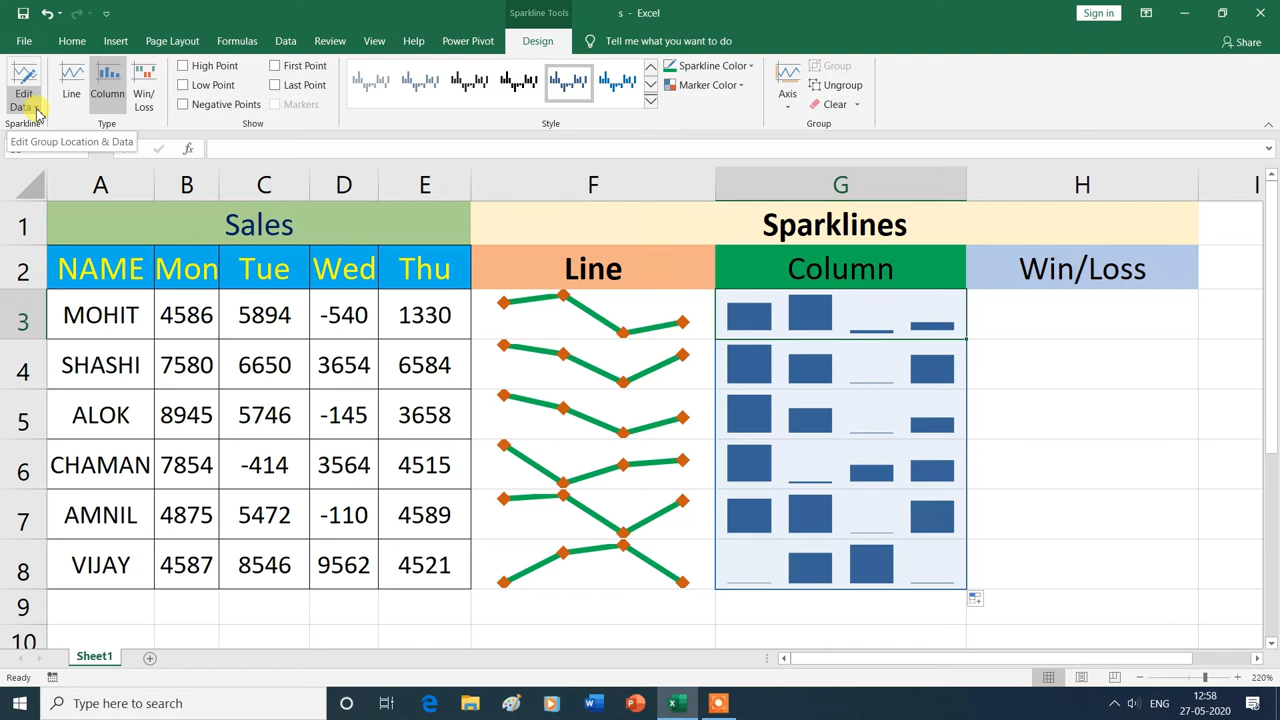 Sparkline Tools
s - Excel
Sign in
File
Home
Insert
Page Layout
Formulas
Data
Review
View
Help
Power Pivot
Design
Tell me what you want to do
Share
Edit
Data
Line
Column
Win/
Loss
High Point
First Point
Low Point
Last Point
Negative Points
Markers
Sparkline Color
Marker Color
Axis
Group
Ungroup
Clear
Sparkline
Type
Show
Style
Group
Edit Group Location & Data
fx
A B C D E F G H I
1 Sales Sparklines
2 NAME Mon Tue Wed Thu Line Column Win/Loss
3 MOHIT 4586 5894 -540 1330
4 SHASHI 7580 6650 3654 6584
5 ALOK 8945 5746 -145 3658
6 CHAMAN 7854 -414 3564 4515
7 AMNIL 4875 5472 -110 4589
8 VIJAY 4587 8546 9562 4521
9
10
Sheet1
Ready
220%
Type here to search
ENG
12:58
27-05-2020